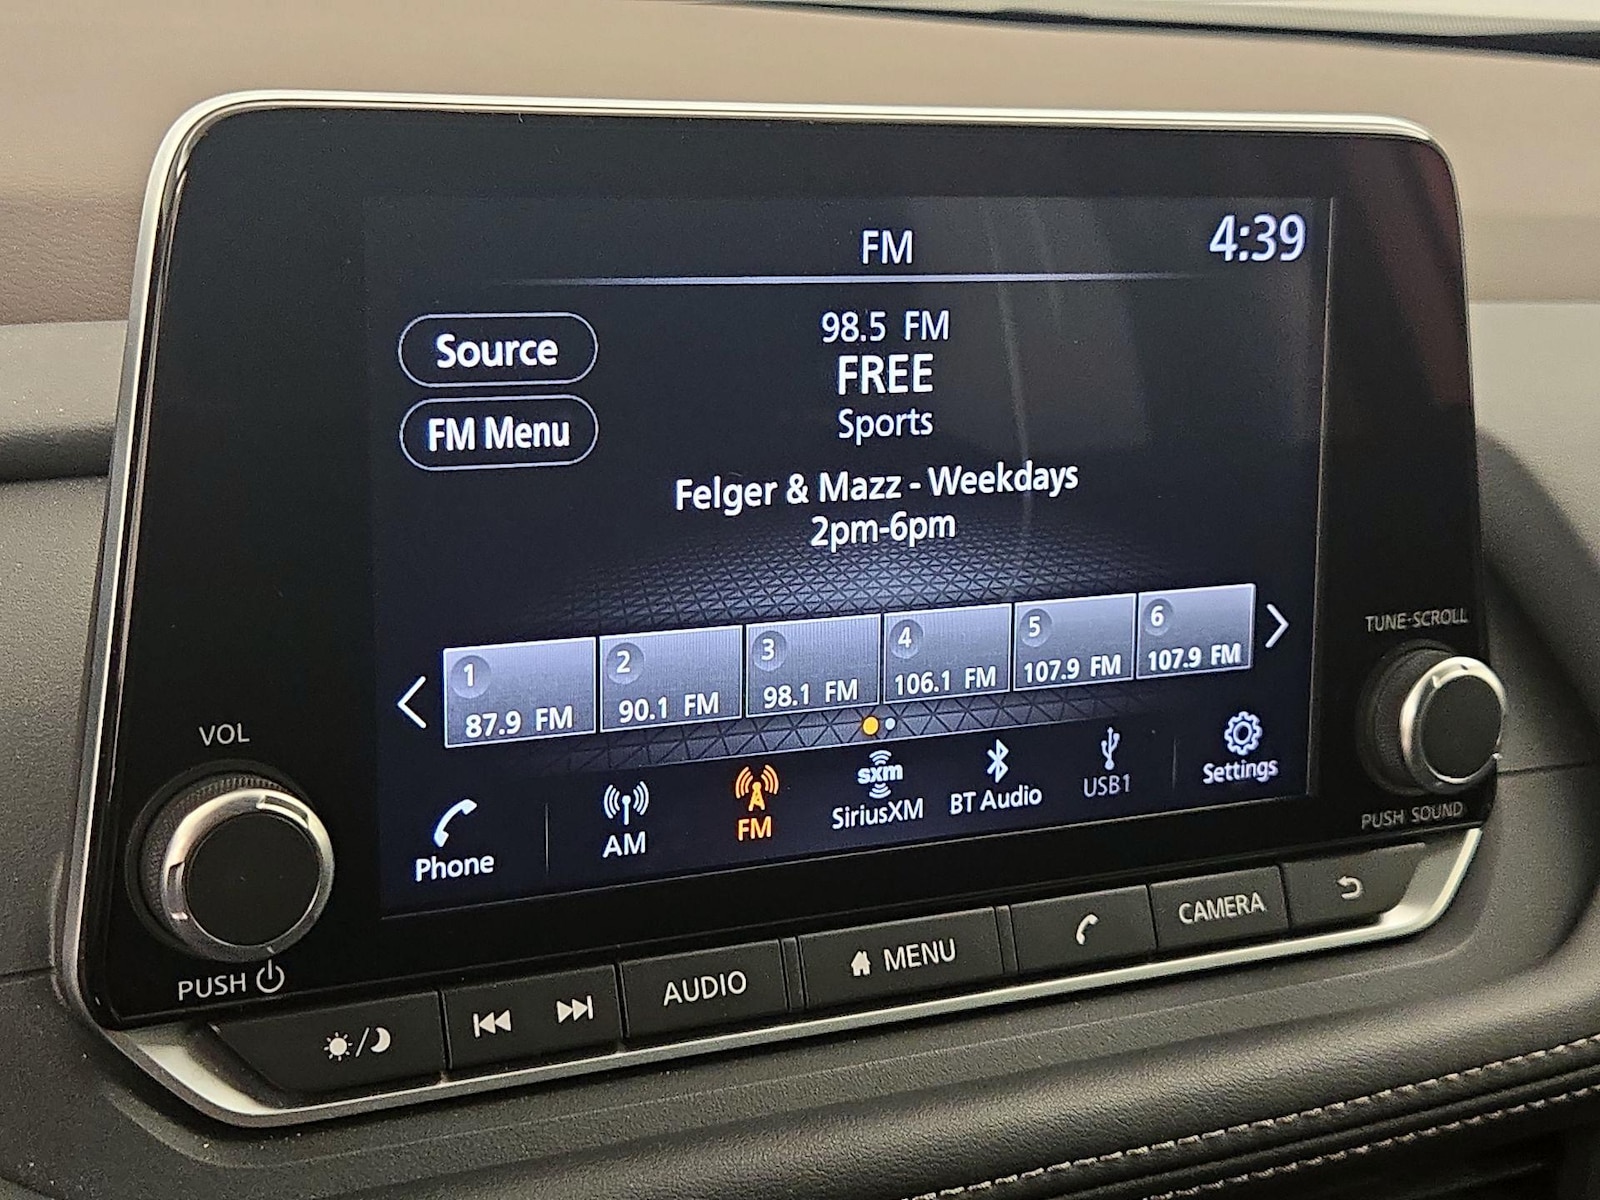 FM
4:39
Source
FM Menu
98.5 FM
FREE
Sports
Felger & Mazz - Weekdays
2pm-6pm
1
87.9 FM
2
90.1 FM
3
98.1 FM
4
106.1 FM
5
107.9 FM
6
107.9 FM
Phone
AM
FM
sxm
SiriusXM
BT Audio
USB1
Settings
VOL
PUSH
TUNE·SCROLL
PUSH SOUND
AUDIO
MENU
CAMERA